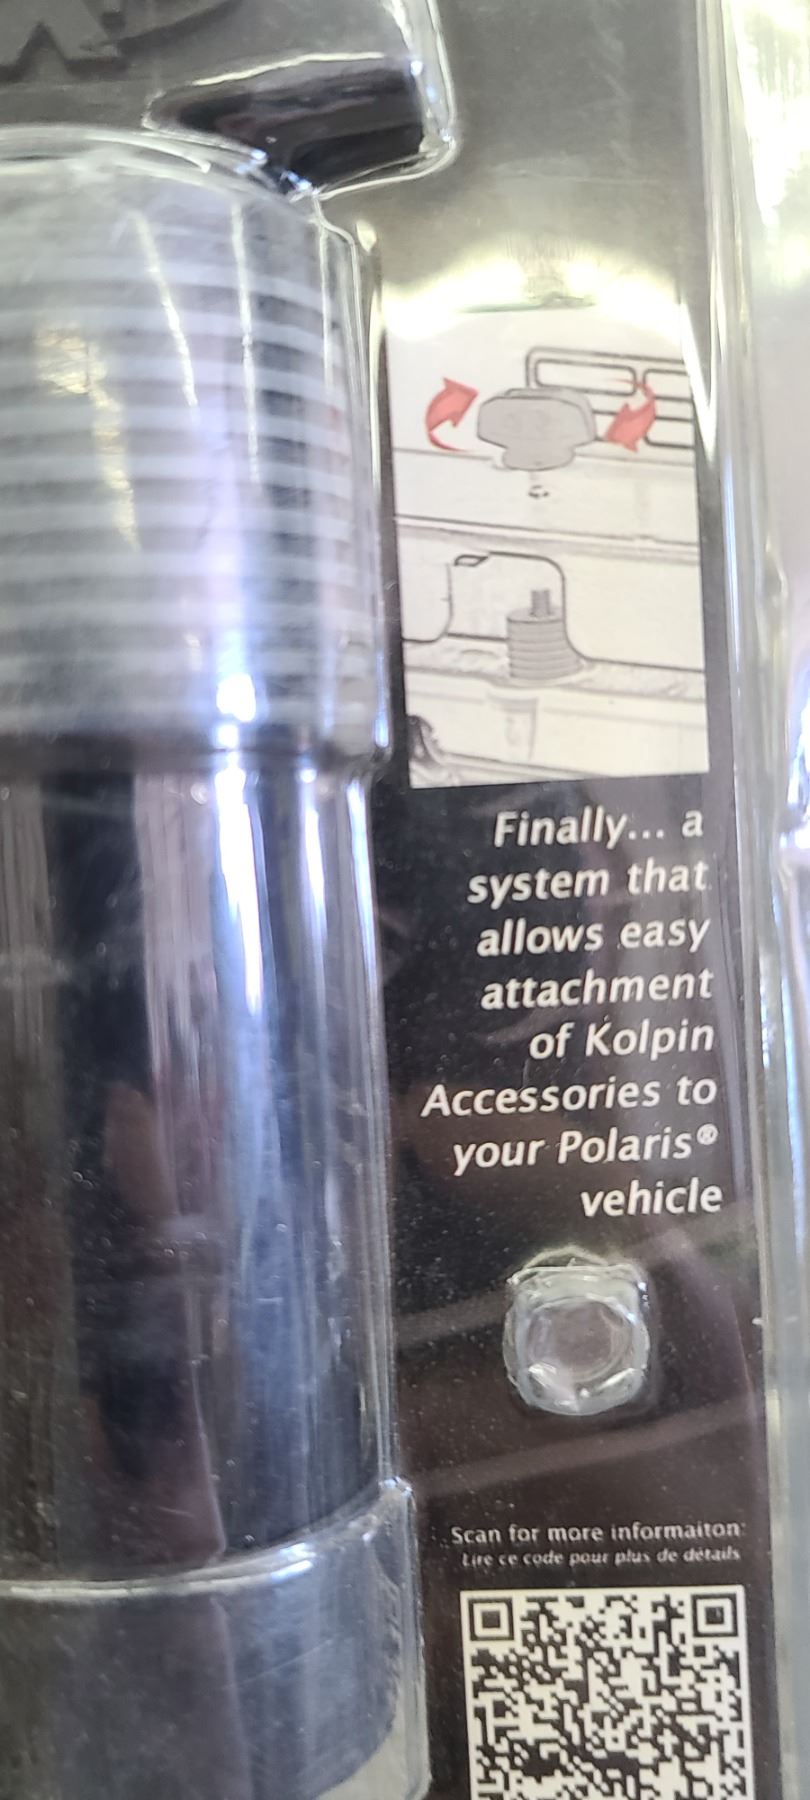 Finally... a
system that
allows easy
attachment
of Kolpin
Accessories to
your Polaris®
vehicle
Scan for more informaiton:
Lire ce code pour plus de détails